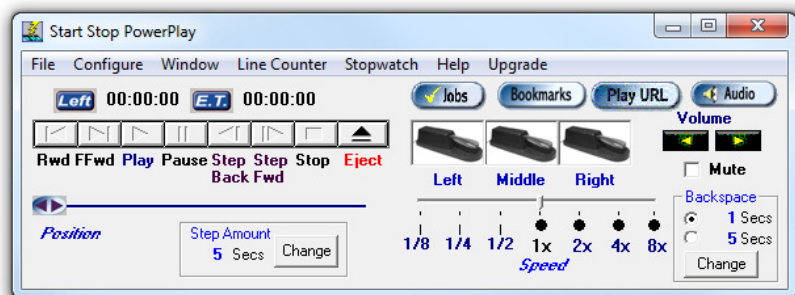 Start Stop PowerPlay
File Configure Window Line Counter Stopwatch Help Upgrade
Left 00:00:00 E.T. 00:00:00
Jobs Bookmarks Play URL Audio
Volume
Rwd FFwd Play Pause Step Back Step Fwd Stop Eject
Left Middle Right
Mute
Position
Step Amount
5 Secs Change
1/8 1/4 1/2 1x 2x 4x 8x
Speed
Backspace
1 Secs
5 Secs
Change